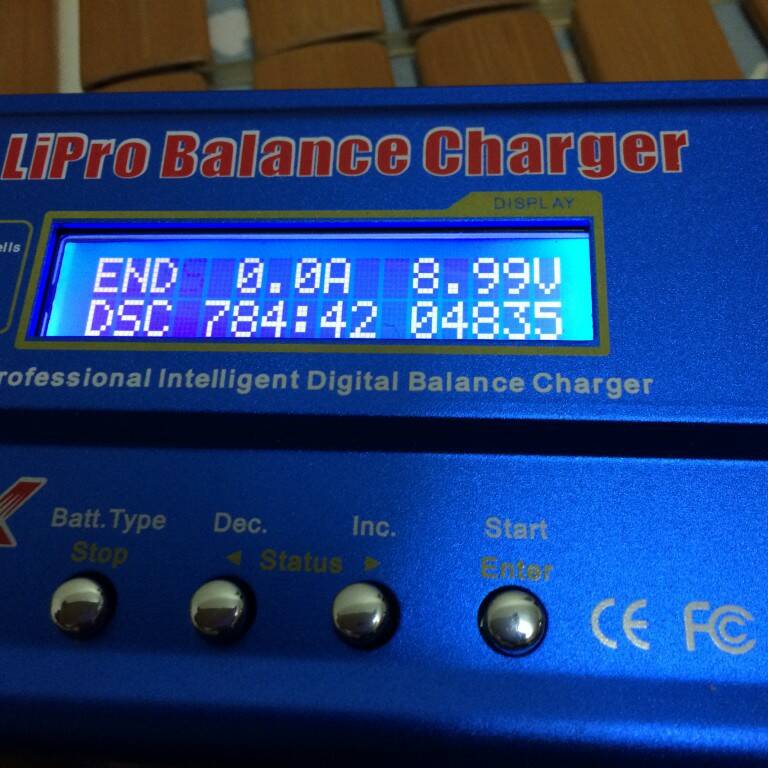 LiPro Balance Charger
DISPLAY
END 0.0A 8.99V
DSC 784:42 04835
Professional Intelligent Digital Balance Charger
Batt.Type Dec. Inc. Start
Stop ◄ Status ► Enter
CE FC